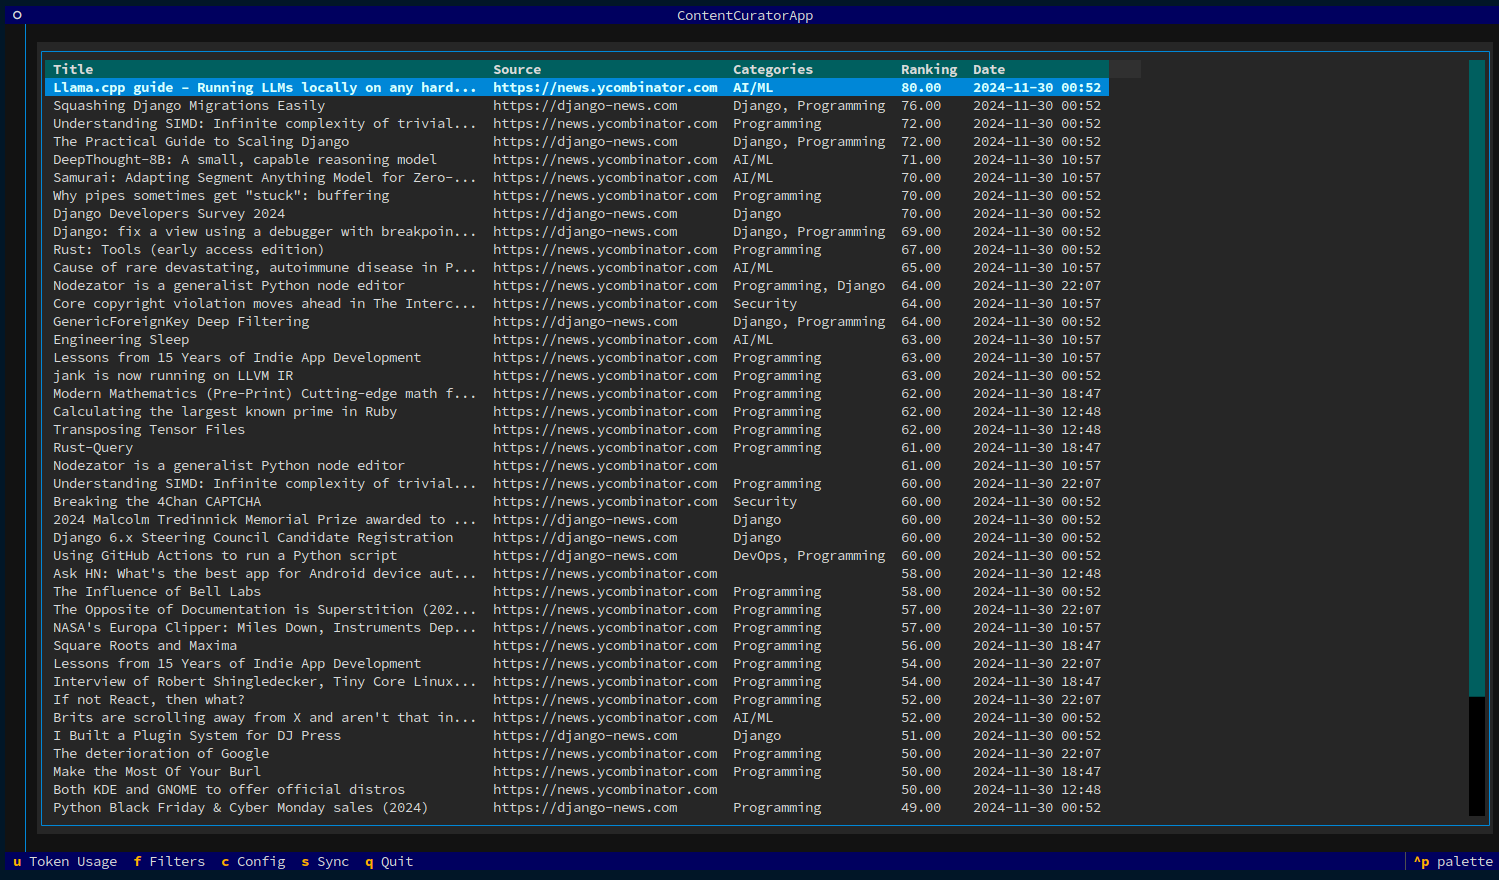 ContentCuratorApp
Title Source Categories Ranking Date
Llama.cpp guide – Running LLMs locally on any hard... https://news.ycombinator.com AI/ML 80.00 2024-11-30 00:52
Squashing Django Migrations Easily https://django-news.com Django, Programming 76.00 2024-11-30 00:52
Understanding SIMD: Infinite complexity of trivial... https://news.ycombinator.com Programming 72.00 2024-11-30 00:52
The Practical Guide to Scaling Django https://django-news.com Django, Programming 72.00 2024-11-30 00:52
DeepThought-8B: A small, capable reasoning model https://news.ycombinator.com AI/ML 71.00 2024-11-30 10:57
Samurai: Adapting Segment Anything Model for Zero-... https://news.ycombinator.com AI/ML 70.00 2024-11-30 10:57
Why pipes sometimes get "stuck": buffering https://news.ycombinator.com Programming 70.00 2024-11-30 00:52
Django Developers Survey 2024 https://django-news.com Django 70.00 2024-11-30 00:52
Django: fix a view using a debugger with breakpoin... https://django-news.com Django, Programming 69.00 2024-11-30 00:52
Rust: Tools (early access edition) https://news.ycombinator.com Programming 67.00 2024-11-30 00:52
Cause of rare devastating, autoimmune disease in P... https://news.ycombinator.com AI/ML 65.00 2024-11-30 10:57
Nodezator is a generalist Python node editor https://news.ycombinator.com Programming, Django 64.00 2024-11-30 22:07
Core copyright violation moves ahead in The Interc... https://news.ycombinator.com Security 64.00 2024-11-30 10:57
GenericForeignKey Deep Filtering https://django-news.com Django, Programming 64.00 2024-11-30 00:52
Engineering Sleep https://news.ycombinator.com AI/ML 63.00 2024-11-30 10:57
Lessons from 15 Years of Indie App Development https://news.ycombinator.com Programming 63.00 2024-11-30 10:57
jank is now running on LLVM IR https://news.ycombinator.com Programming 63.00 2024-11-30 00:52
Modern Mathematics (Pre-Print) Cutting-edge math f... https://news.ycombinator.com Programming 62.00 2024-11-30 18:47
Calculating the largest known prime in Ruby https://news.ycombinator.com Programming 62.00 2024-11-30 12:48
Transposing Tensor Files https://news.ycombinator.com Programming 62.00 2024-11-30 12:48
Rust-Query https://news.ycombinator.com Programming 61.00 2024-11-30 18:47
Nodezator is a generalist Python node editor https://news.ycombinator.com 61.00 2024-11-30 10:57
Understanding SIMD: Infinite complexity of trivial... https://news.ycombinator.com Programming 60.00 2024-11-30 22:07
Breaking the 4Chan CAPTCHA https://news.ycombinator.com Security 60.00 2024-11-30 00:52
2024 Malcolm Tredinnick Memorial Prize awarded to ... https://django-news.com Django 60.00 2024-11-30 00:52
Django 6.x Steering Council Candidate Registration https://django-news.com Django 60.00 2024-11-30 00:52
Using GitHub Actions to run a Python script https://django-news.com DevOps, Programming 60.00 2024-11-30 00:52
Ask HN: What's the best app for Android device aut... https://news.ycombinator.com 58.00 2024-11-30 12:48
The Influence of Bell Labs https://news.ycombinator.com Programming 58.00 2024-11-30 00:52
The Opposite of Documentation is Superstition (202... https://news.ycombinator.com Programming 57.00 2024-11-30 22:07
NASA's Europa Clipper: Miles Down, Instruments Dep... https://news.ycombinator.com Programming 57.00 2024-11-30 10:57
Square Roots and Maxima https://news.ycombinator.com Programming 56.00 2024-11-30 18:47
Lessons from 15 Years of Indie App Development https://news.ycombinator.com Programming 54.00 2024-11-30 22:07
Interview of Robert Shingledecker, Tiny Core Linux... https://news.ycombinator.com Programming 54.00 2024-11-30 18:47
If not React, then what? https://news.ycombinator.com Programming 52.00 2024-11-30 22:07
Brits are scrolling away from X and aren't that in... https://news.ycombinator.com AI/ML 52.00 2024-11-30 00:52
I Built a Plugin System for DJ Press https://django-news.com Django 51.00 2024-11-30 00:52
The deterioration of Google https://news.ycombinator.com Programming 50.00 2024-11-30 22:07
Make the Most Of Your Burl https://news.ycombinator.com Programming 50.00 2024-11-30 18:47
Both KDE and GNOME to offer official distros https://news.ycombinator.com 50.00 2024-11-30 12:48
Python Black Friday & Cyber Monday sales (2024) https://django-news.com Programming 49.00 2024-11-30 00:52
u Token Usage f Filters c Config s Sync q Quit ^p palette